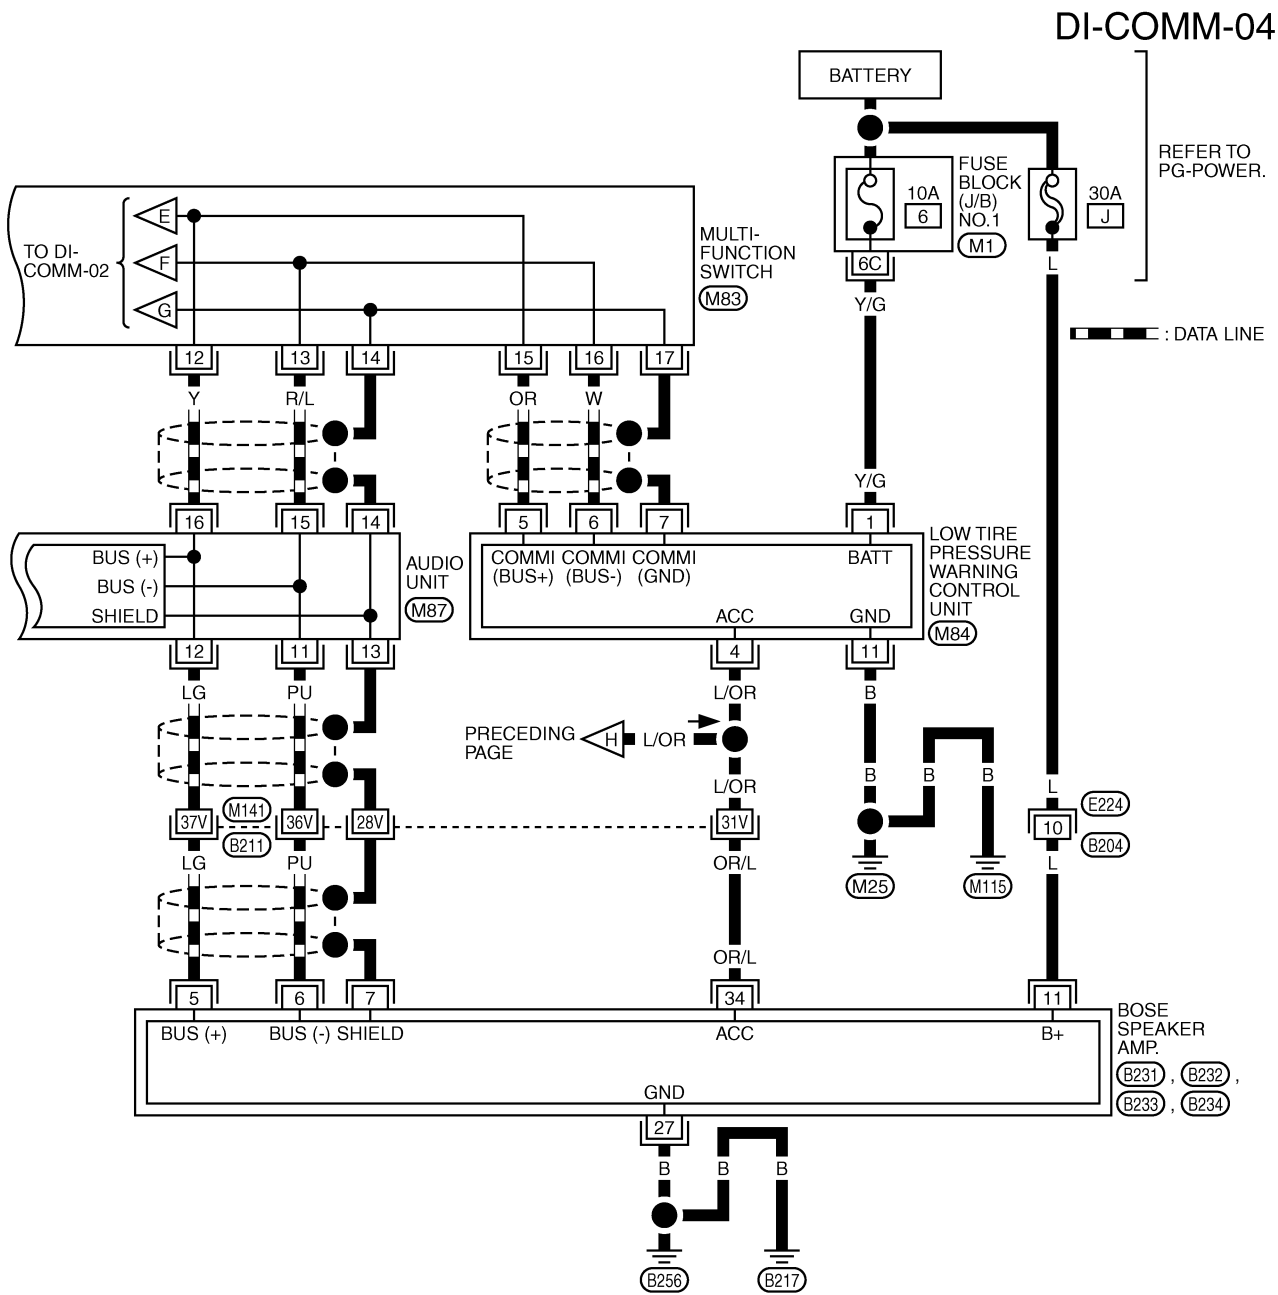 DI-COMM-04
BATTERY
REFER TO
PG-POWER.
FUSE
BLOCK
(J/B)
NO.1
M1
10A
6
6C
30A
J
L
Y/G
: DATA LINE
TO DI-
COMM-02
E
F
G
MULTI-
FUNCTION
SWITCH
M83
12 13 14 15 16 17
Y R/L OR W
Y/G
16 15 14 5 6 7 1
BUS (+)
BUS (-)
SHIELD
AUDIO
UNIT
M87
COMMI
(BUS+)
COMMI
(BUS-)
COMMI
(GND)
BATT
ACC
GND
LOW TIRE
PRESSURE
WARNING
CONTROL
UNIT
M84
12 11 13 4 11
LG PU L/OR B
PRECEDING
PAGE
H
L/OR
L/OR
B B B L
M141
37V 36V 28V 31V
B211
E224
10
B204
LG PU OR/L L
M25
M115
OR/L
5 6 7 34 11
BUS (+) BUS (-) SHIELD ACC B+
BOSE
SPEAKER
AMP.
B231 , B232 ,
B233 , B234
GND
27
B B B
B256
B217